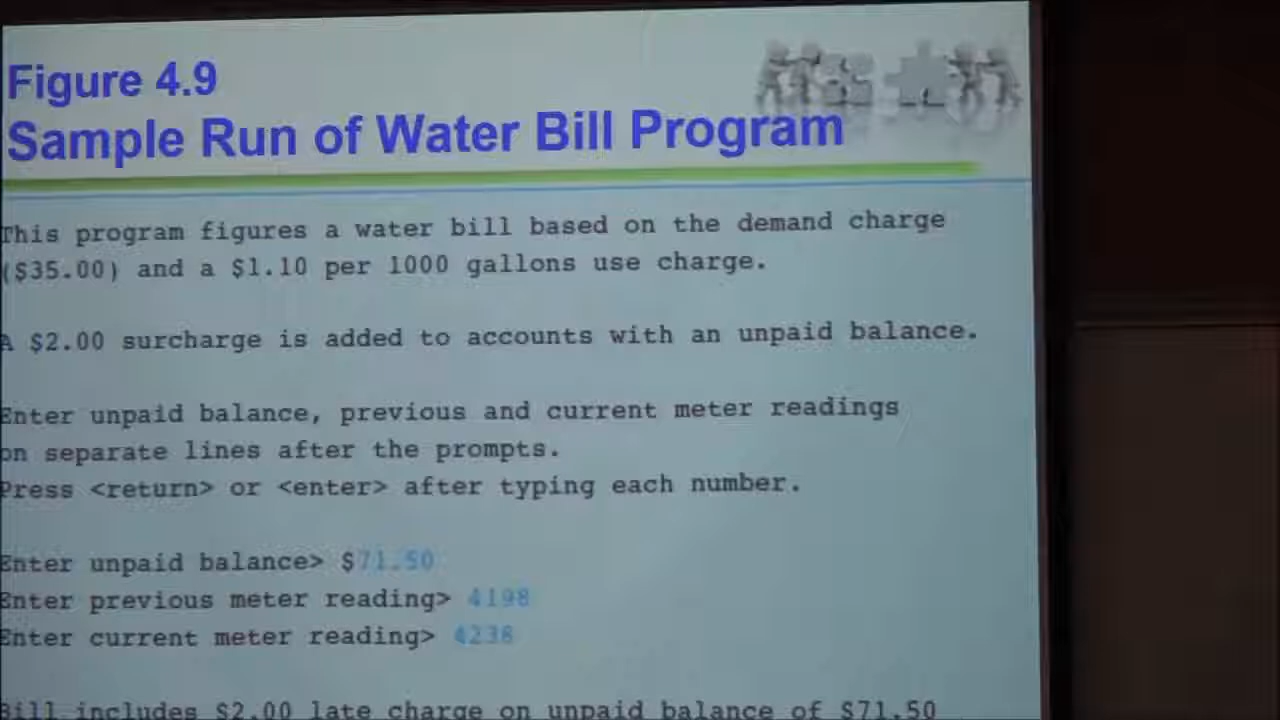 Figure 4.9
Sample Run of Water Bill Program
This program figures a water bill based on the demand charge
($35.00) and a $1.10 per 1000 gallons use charge.
A $2.00 surcharge is added to accounts with an unpaid balance.
Enter unpaid balance, previous and current meter readings
on separate lines after the prompts.
Press <return> or <enter> after typing each number.
Enter unpaid balance> $71.50
Enter previous meter reading> 4198
Enter current meter reading> 4238
Bill includes $2.00 late charge on unpaid balance of $71.50